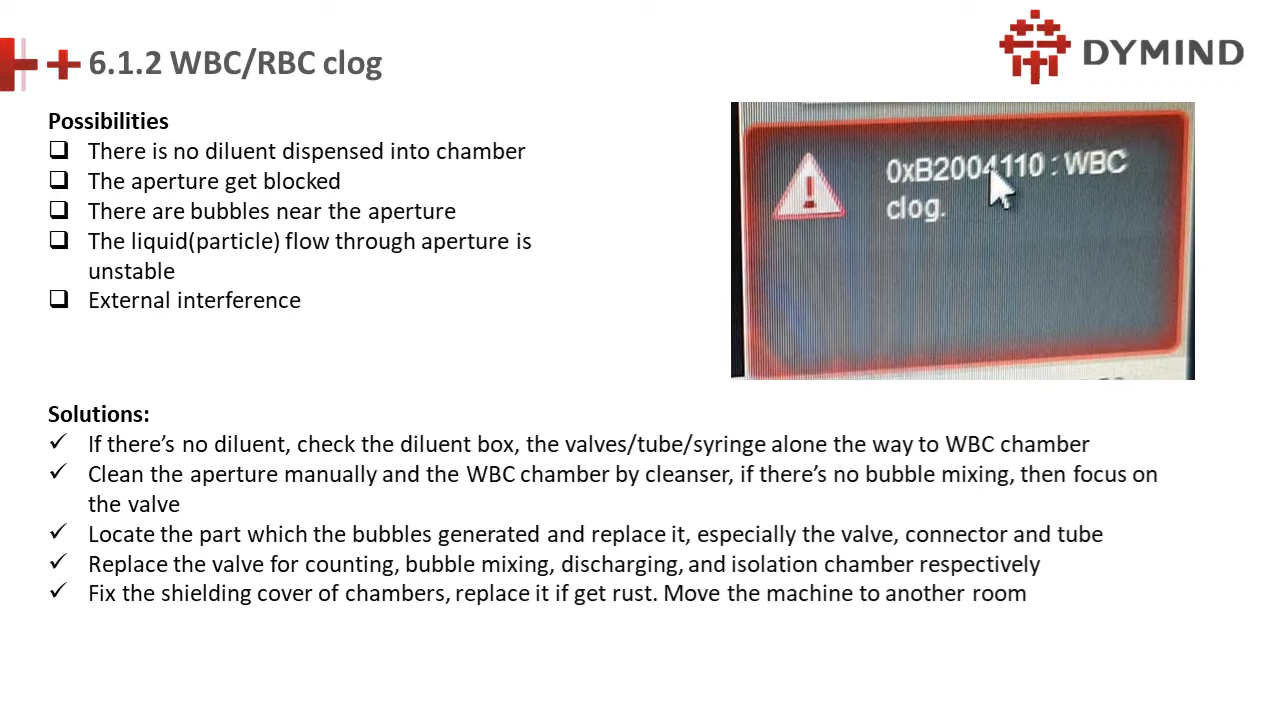 6.1.2 WBC/RBC clog
DYMIND
Possibilities
There is no diluent dispensed into chamber
The aperture get blocked
There are bubbles near the aperture
The liquid(particle) flow through aperture is
unstable
External interference
0xB2004110 : WBC
clog.
Solutions:
If there’s no diluent, check the diluent box, the valves/tube/syringe alone the way to WBC chamber
Clean the aperture manually and the WBC chamber by cleanser, if there’s no bubble mixing, then focus on
the valve
Locate the part which the bubbles generated and replace it, especially the valve, connector and tube
Replace the valve for counting, bubble mixing, discharging, and isolation chamber respectively
Fix the shielding cover of chambers, replace it if get rust. Move the machine to another room